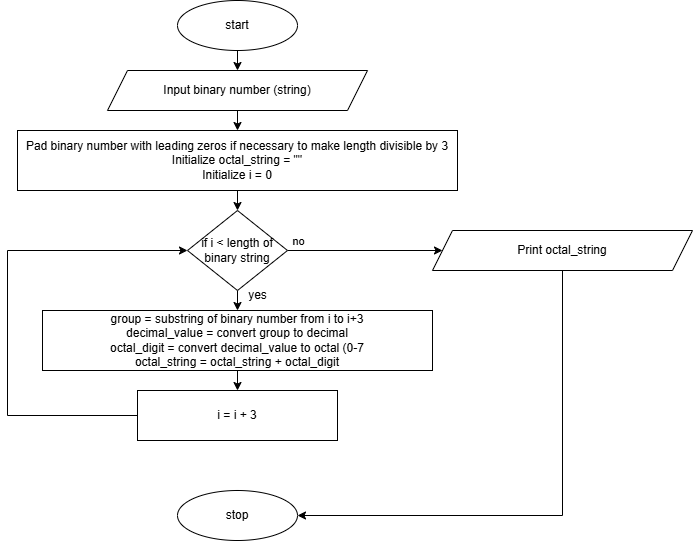 start
Input binary number (string)
Pad binary number with leading zeros if necessary to make length divisible by 3
Initialize octal_string = ""
Initialize i = 0
if i < length of
binary string
no
Print octal_string
yes
group = substring of binary number from i to i+3
decimal_value = convert group to decimal
octal_digit = convert decimal_value to octal (0-7
octal_string = octal_string + octal_digit
i = i + 3
stop